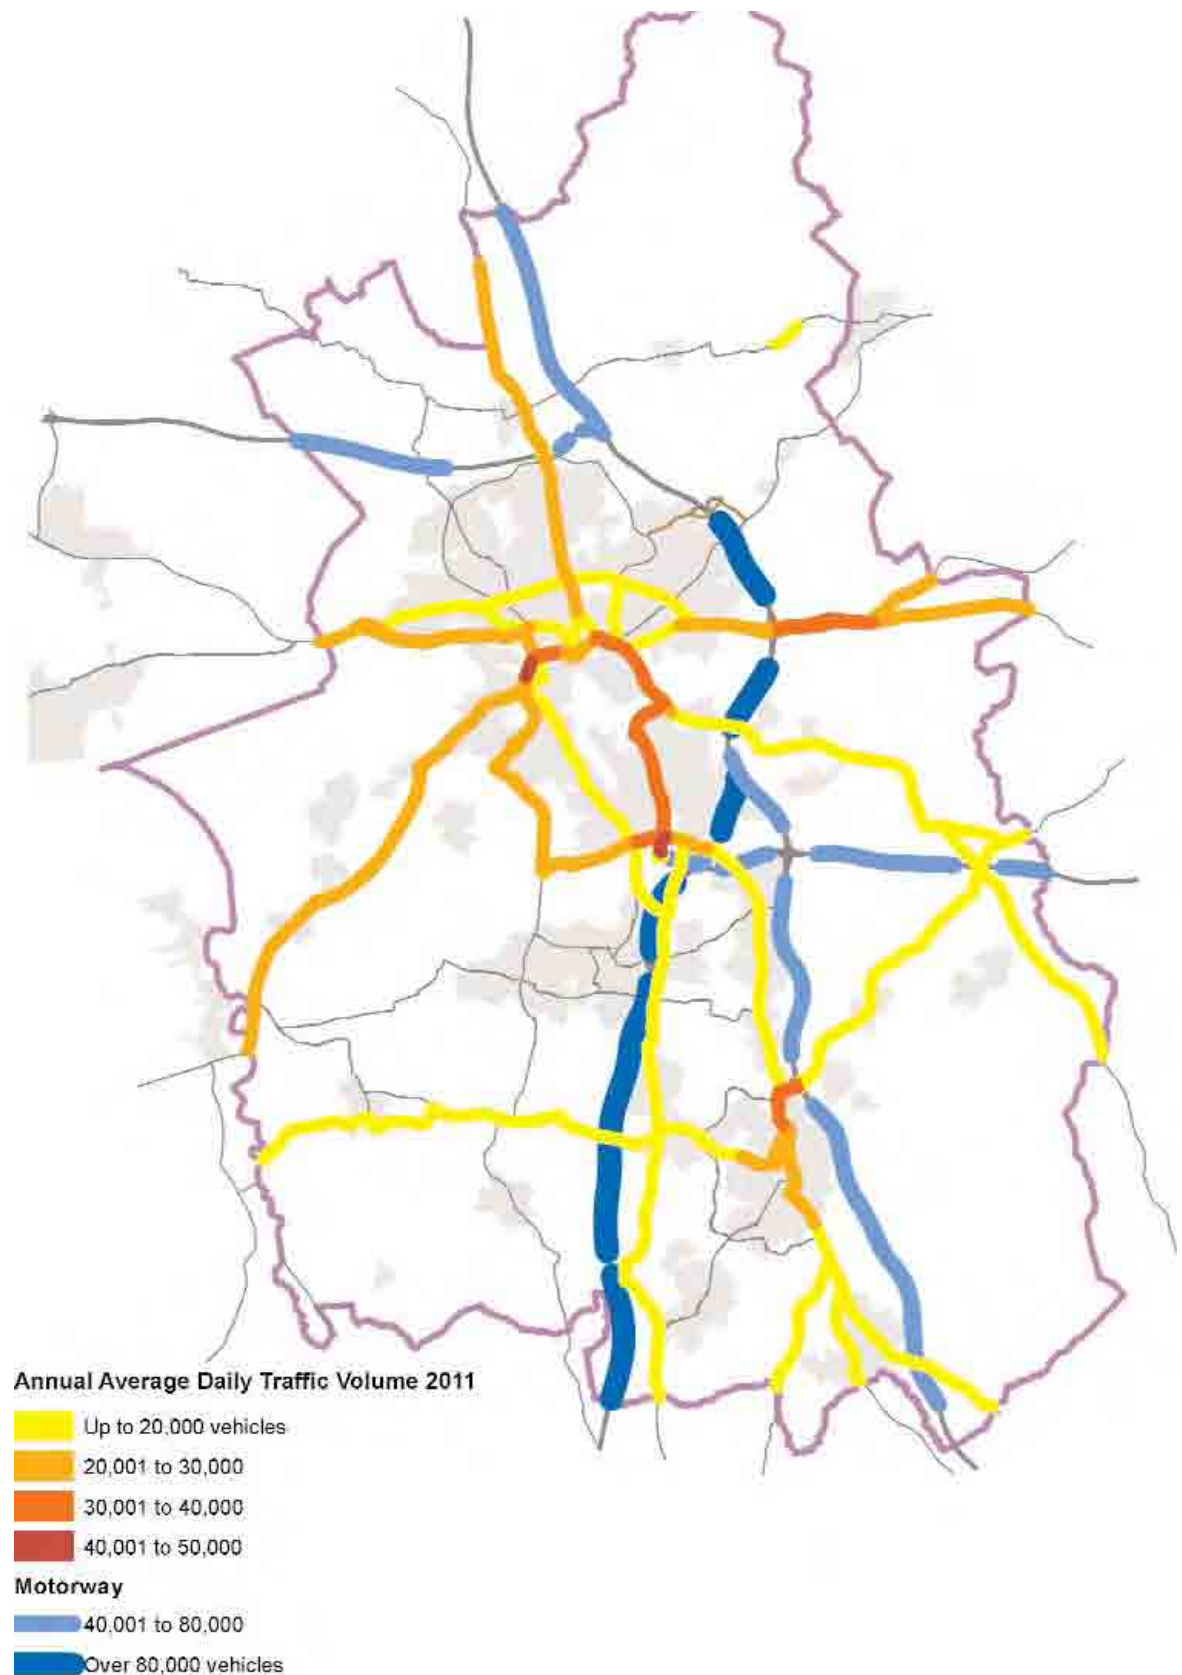 Annual Average Daily Traffic Volume 2011
Up to 20,000 vehicles
20,001 to 30,000
30,001 to 40,000
40,001 to 50,000
Motorway
40,001 to 80,000
Over 80,000 vehicles